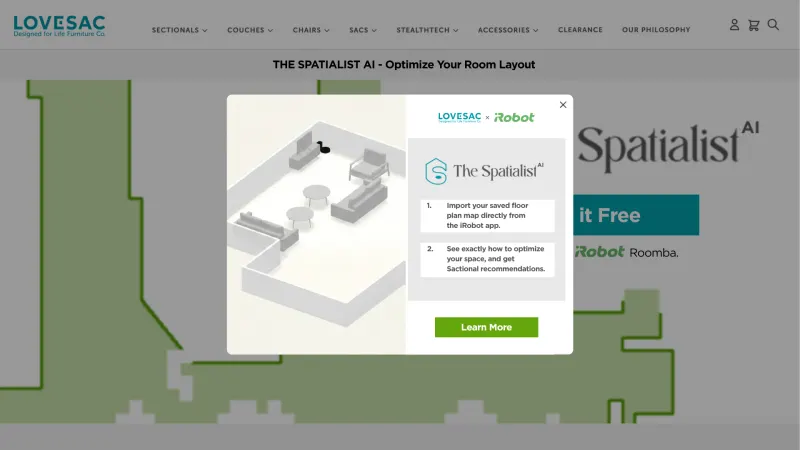 LOVESAC
Designed for Life Furniture Co.
SECTIONALS
COUCHES
CHAIRS
SACS
STEALTHTECH
ACCESSORIES
CLEARANCE
OUR PHILOSOPHY
THE SPATIALIST AI - Optimize Your Room Layout
LOVESAC × iRobot
Designed for Life Furniture Co.
The Spatialist AI
1. Import your saved floor
plan map directly from
the iRobot app.
2. See exactly how to optimize
your space, and get
Sactional recommendations.
Learn More
Spatialist AI
it Free
iRobot Roomba.